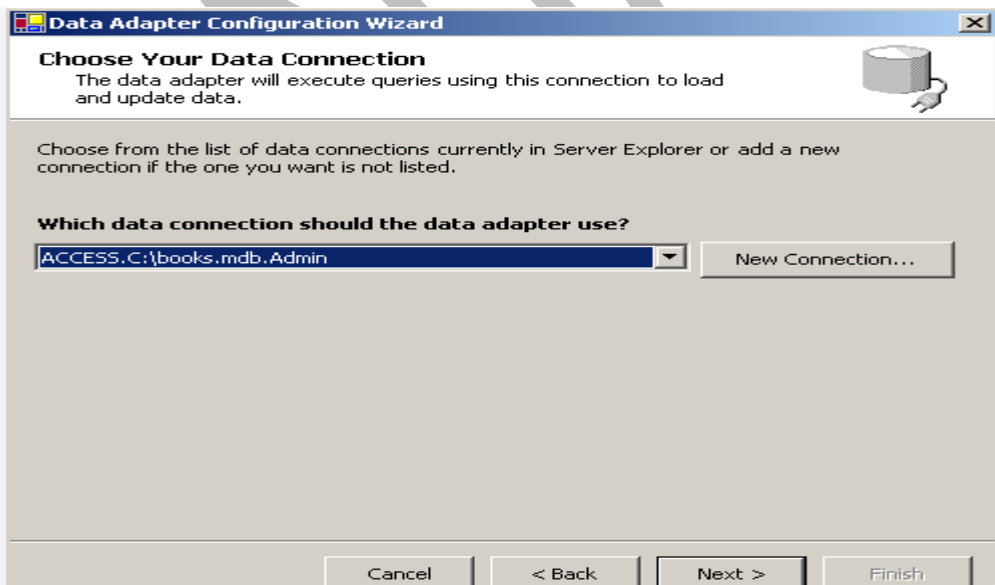 Data Adapter Configuration Wizard
Choose Your Data Connection
The data adapter will execute queries using this connection to load
and update data.
Choose from the list of data connections currently in Server Explorer or add a new
connection if the one you want is not listed.
Which data connection should the data adapter use?
ACCESS.C:\books.mdb.Admin
New Connection...
Cancel
< Back
Next >
Finish